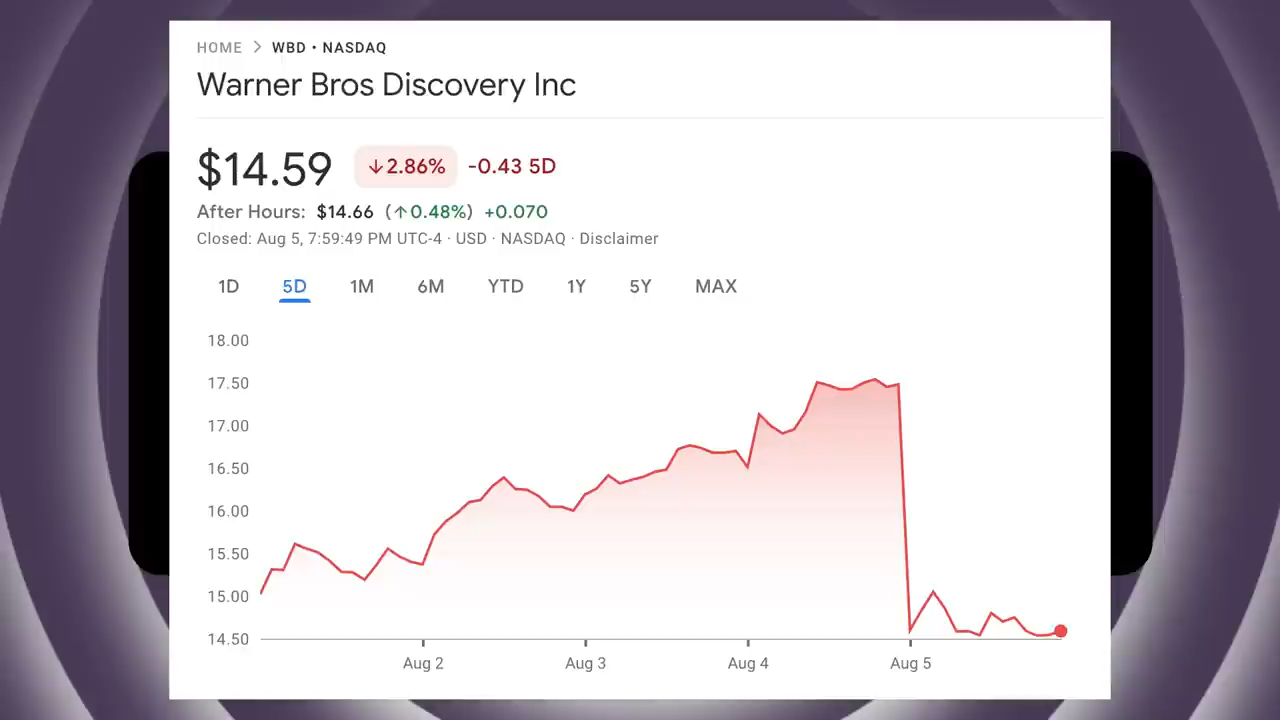 HOME > WBD • NASDAQ
Warner Bros Discovery Inc
$14.59 ↓2.86% -0.43 5D
After Hours: $14.66 (↑0.48%) +0.070
Closed: Aug 5, 7:59:49 PM UTC-4 · USD · NASDAQ · Disclaimer
1D 5D 1M 6M YTD 1Y 5Y MAX
18.00
17.50
17.00
16.50
16.00
15.50
15.00
14.50
Aug 2 Aug 3 Aug 4 Aug 5